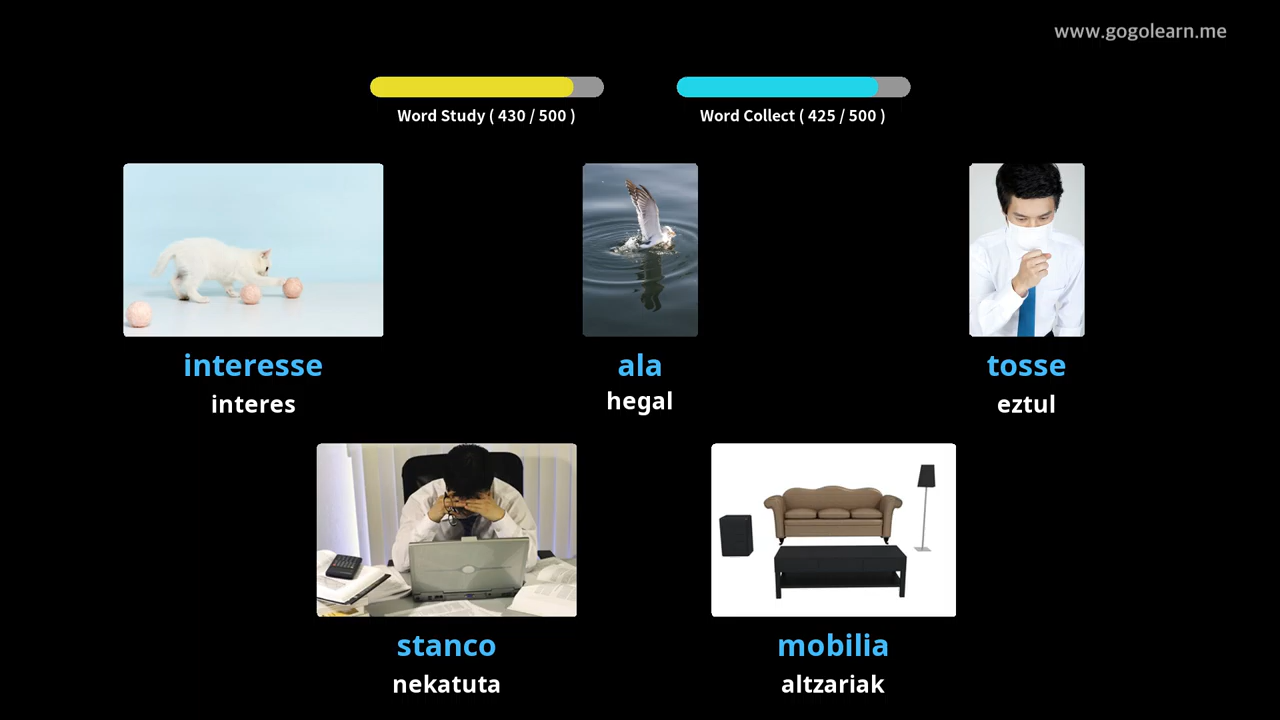 www.gogolearn.me
Word Study ( 430 / 500 )
Word Collect ( 425 / 500 )
interesse
interes
ala
hegal
tosse
eztul
stanco
nekatuta
mobilia
altzariak